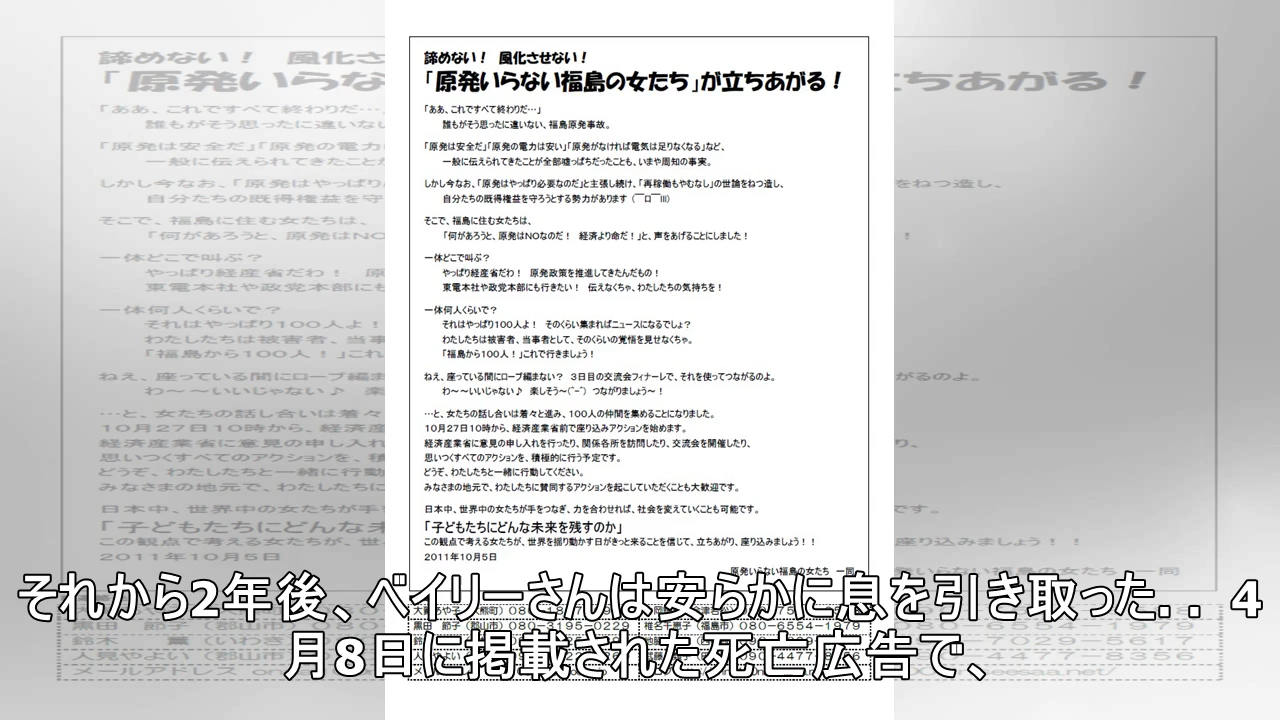 諦めない！　風化させない！
「原発いらない福島の女たち」が立ちあがる！
「ああ、これですべて終わりだ…」
誰もがそう思ったに違いない、福島原発事故。
「原発は安全だ」「原発の電力は安い」「原発がなければ電気は足りなくなる」など、
一般に伝えられてきたことが全部嘘っぱちだったことも、いまや周知の事実。
しかし今なお、「原発はやっぱり必要なのだ」と主張し続け、「再稼働もやむなし」の世論をねつ造し、
自分たちの既得権益を守ろうとする勢力があります（￣ロ￣lll）
そこで、福島に住む女たちは、
「何があろうと、原発はNOなのだ！　経済より命だ！」と、声をあげることにしました！
一体どこで叫ぶ？
やっぱり経産省だわ！　原発政策を推進してきたんだもの！
東電本社や政党本部にも行きたい！　伝えなくちゃ、わたしたちの気持ちを！
一体何人くらいで？
それはやっぱり１００人よ！　そのくらい集まればニュースになるでしょ？
わたしたちは被害者、当事者として、そのくらいの覚悟を見せなくちゃ。
「福島から１００人！」これで行きましょう！
ねえ、座っている間にロープ編まない？　３日目の交流会フィナーレで、それを使ってつながるのよ。
わ～～いいじゃない♪　楽しそう～(^-^)　つながりましょう～！
…と、女たちの話し合いは着々と進み、１００人の仲間を集めることになりました。
１０月２７日１０時から、経済産業省前で座り込みアクションを始めます。
経済産業省に意見の申し入れを行ったり、関係各所を訪問したり、交流会を開催したり、
思いつくすべてのアクションを、積極的に行う予定です。
どうぞ、わたしたちと一緒に行動してください。
みなさまの地元で、わたしたちに賛同するアクションを起こしていただくことも大歓迎です。
日本中、世界中の女たちが手をつなぎ、力を合わせれば、社会を変えていくことも可能です。
「子どもたちにどんな未来を残すのか」
この観点で考える女たちが、世界を揺り動かす日がきっと来ることを信じて、立ちあがり、座り込みましょう！！
２０１１年１０月５日
原発いらない福島の女たち　一同
それから2年後、ベイリーさんは安らかに息を引き取った．．4
月8日に掲載された死亡広告で、